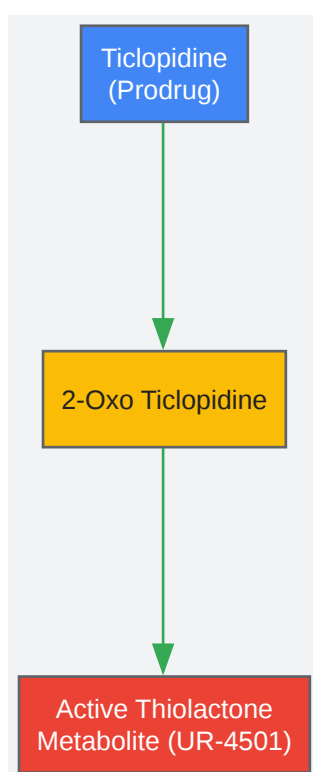 Ticlopidine
(Prodrug)
2-Oxo Ticlopidine
Active Thiolactone
Metabolite (UR-4501)